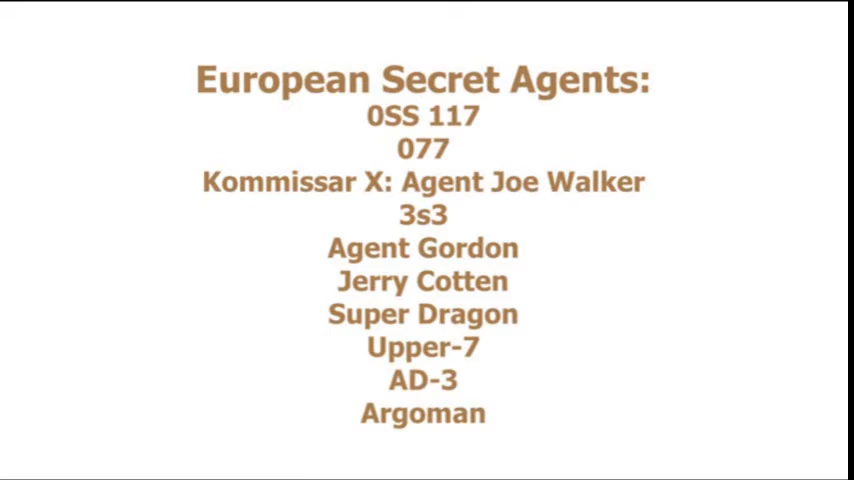 European Secret Agents:
0SS 117
077
Kommissar X: Agent Joe Walker
3s3
Agent Gordon
Jerry Cotten
Super Dragon
Upper-7
AD-3
Argoman